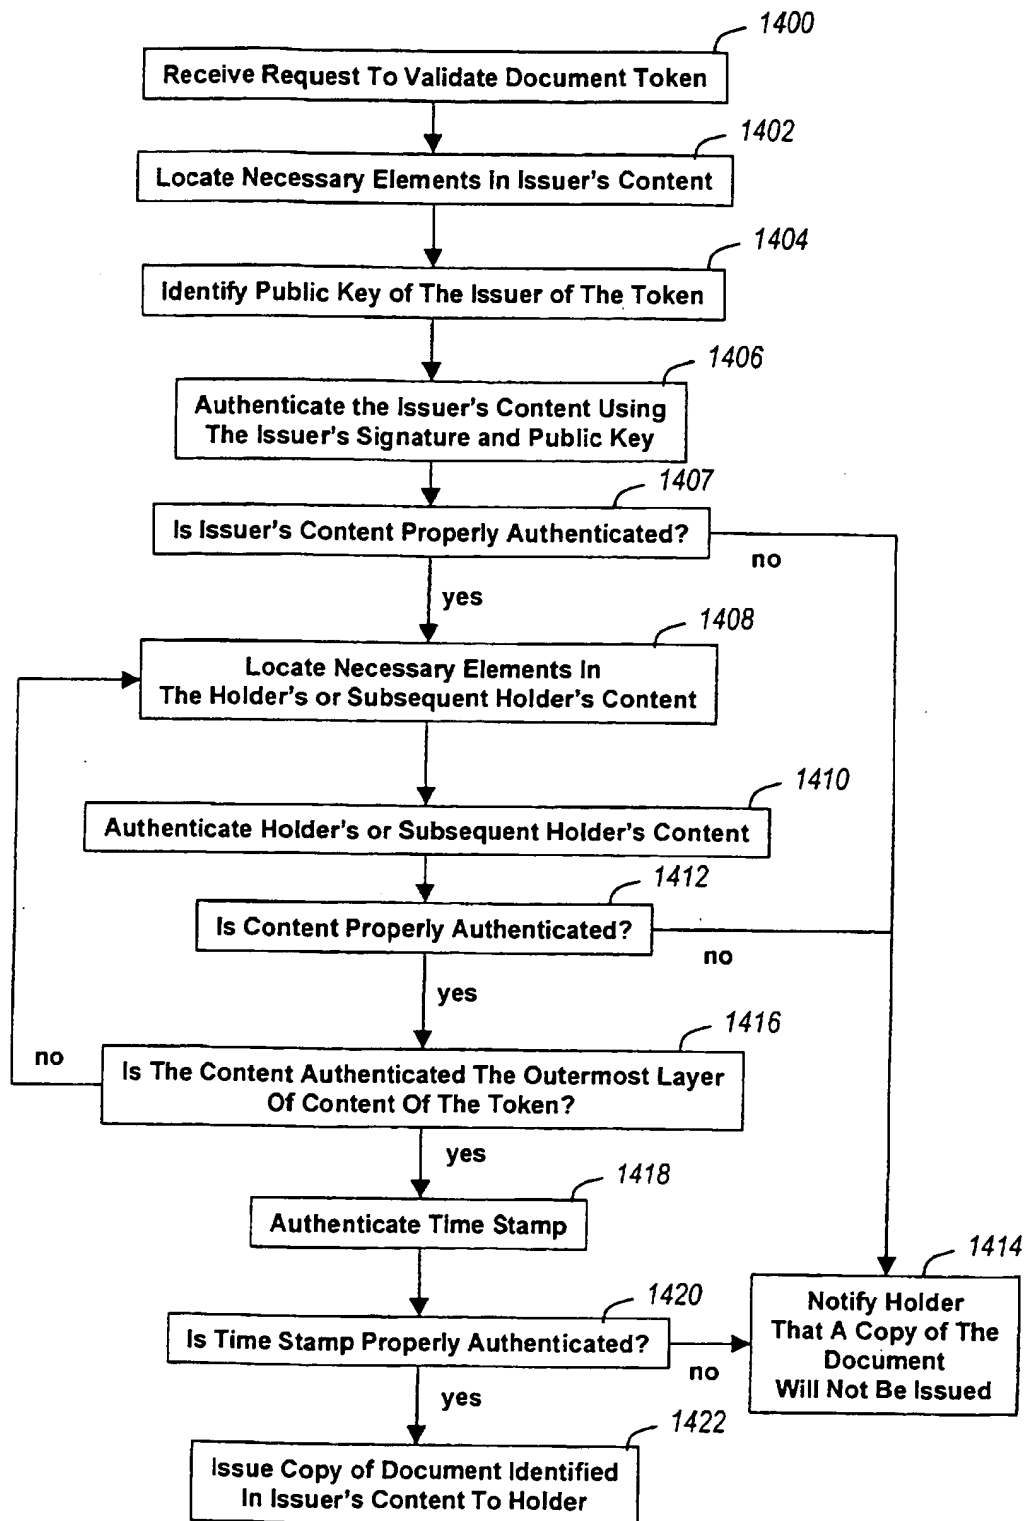 1400
Receive Request To Validate Document Token
1402
Locate Necessary Elements in Issuer's Content
1404
Identify Public Key of The Issuer of The Token
1406
Authenticate the Issuer's Content Using
The Issuer's Signature and Public Key
1407
Is Issuer's Content Properly Authenticated?
no
yes
1408
Locate Necessary Elements In
The Holder's or Subsequent Holder's Content
1410
Authenticate Holder's or Subsequent Holder's Content
1412
Is Content Properly Authenticated?
no
yes
1416
no
Is The Content Authenticated The Outermost Layer
Of Content Of The Token?
yes
1418
Authenticate Time Stamp
1414
Notify Holder
That A Copy of The
Document
Will Not Be Issued
1420
Is Time Stamp Properly Authenticated?
no
yes
1422
Issue Copy of Document Identified
In Issuer's Content To Holder